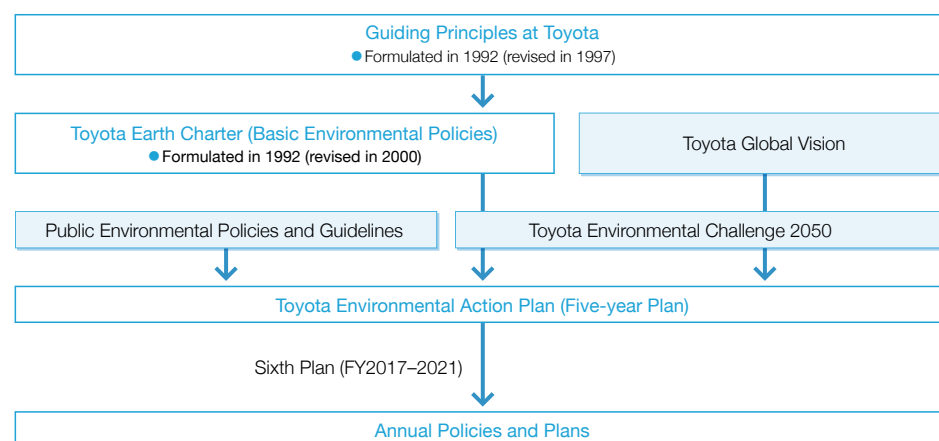 Guiding Principles at Toyota
● Formulated in 1992 (revised in 1997)
Toyota Earth Charter (Basic Environmental Policies)
● Formulated in 1992 (revised in 2000)
Toyota Global Vision
Public Environmental Policies and Guidelines
Toyota Environmental Challenge 2050
Toyota Environmental Action Plan (Five-year Plan)
Sixth Plan (FY2017–2021)
Annual Policies and Plans